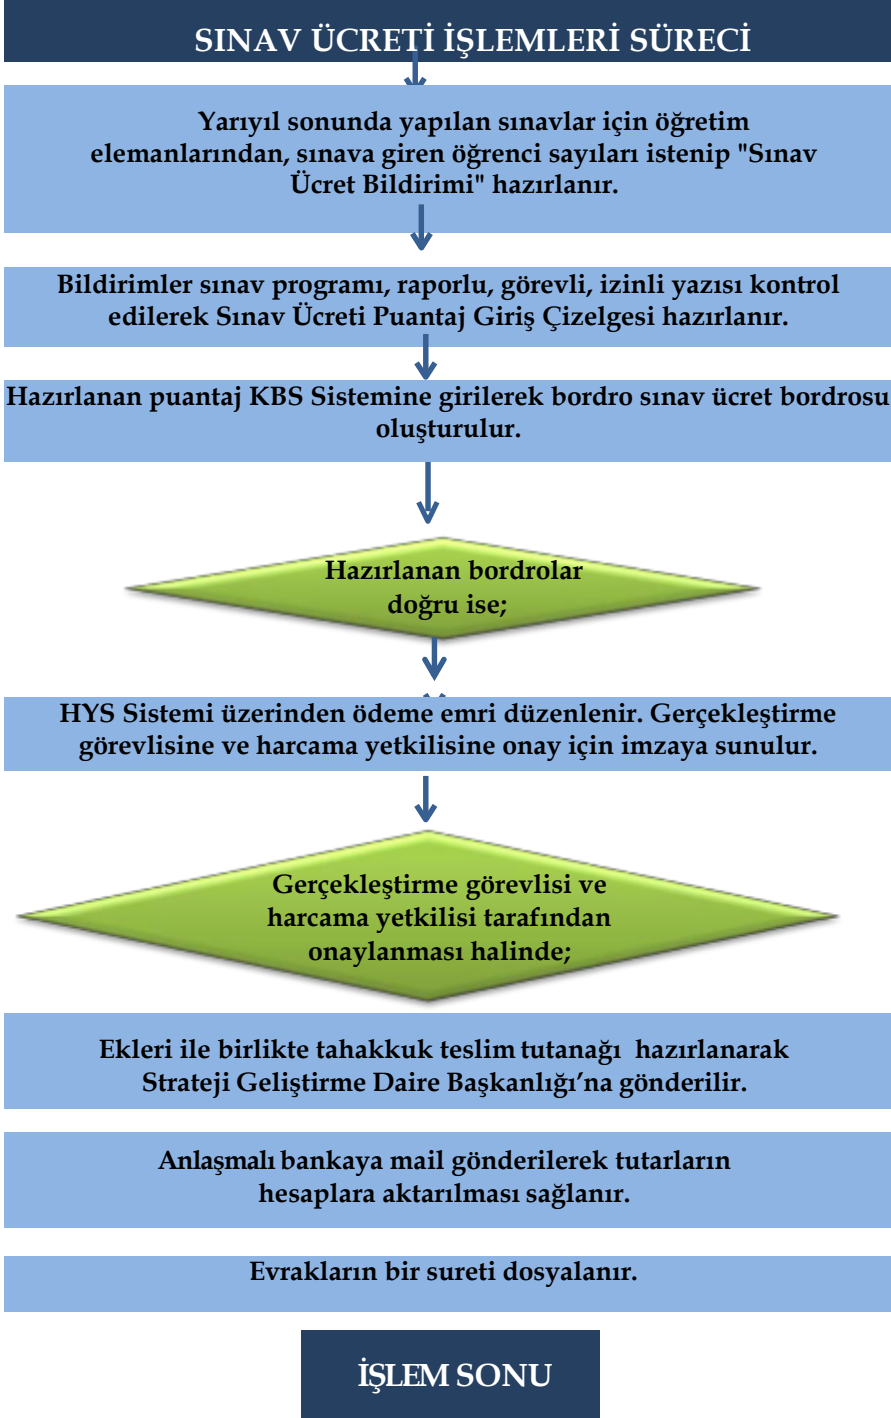 SINAV ÜCRETİ İŞLEMLERİ SÜRECİ
Yarıyıl sonunda yapılan sınavlar için öğretim
elemanlarından, sınava giren öğrenci sayıları istenip "Sınav
Ücret Bildirimi" hazırlanır.
Bildirimler sınav programı, raporlu, görevli, izinli yazısı kontrol
edilerek Sınav Ücreti Puantaj Giriş Çizelgesi hazırlanır.
Hazırlanan puantaj KBS Sistemine girilerek bordro sınav ücret bordrosu
oluşturulur.
Hazırlanan bordrolar
doğru ise;
HYS Sistemi üzerinden ödeme emri düzenlenir. Gerçekleştirme
görevlisine ve harcama yetkilisine onay için imzaya sunulur.
Gerçekleştirme görevlisi ve
harcama yetkilisi tarafından
onaylanması halinde;
Ekleri ile birlikte tahakkuk teslim tutanağı hazırlanarak
Strateji Geliştirme Daire Başkanlığı’na gönderilir.
Anlaşmalı bankaya mail gönderilerek tutarların
hesaplara aktarılması sağlanır.
Evrakların bir sureti dosyalanır.
İŞLEM SONU